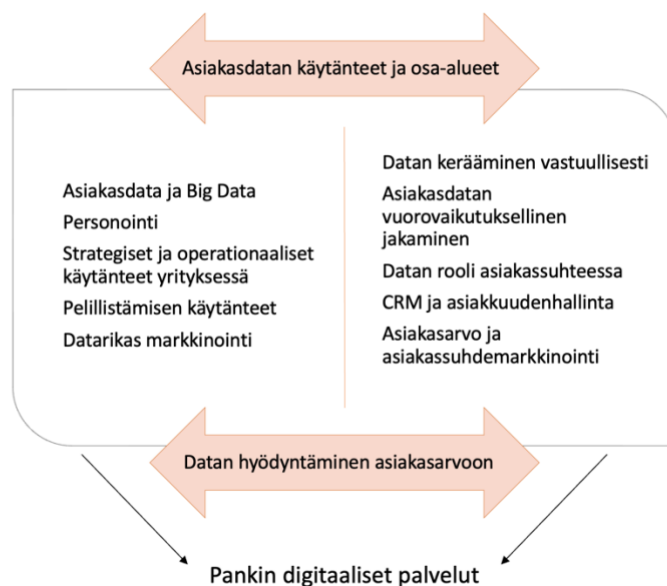 Asiakasdatan käytänteet ja osa-alueet
Asiakasdata ja Big Data
Personointi
Strategiset ja operationaaliset
käytänteet yrityksessä
Pelillistämisen käytänteet
Datarikas markkinointi
Datan kerääminen vastuullisesti
Asiakasdatan
vuorovaikutuksellinen
jakaminen
Datan rooli asiakassuhteessa
CRM ja asiakkuudenhallinta
Asiakasarvo ja
asiakassuhdemarkkinointi
Datan hyödyntäminen asiakasarvoon
Pankin digitaaliset palvelut